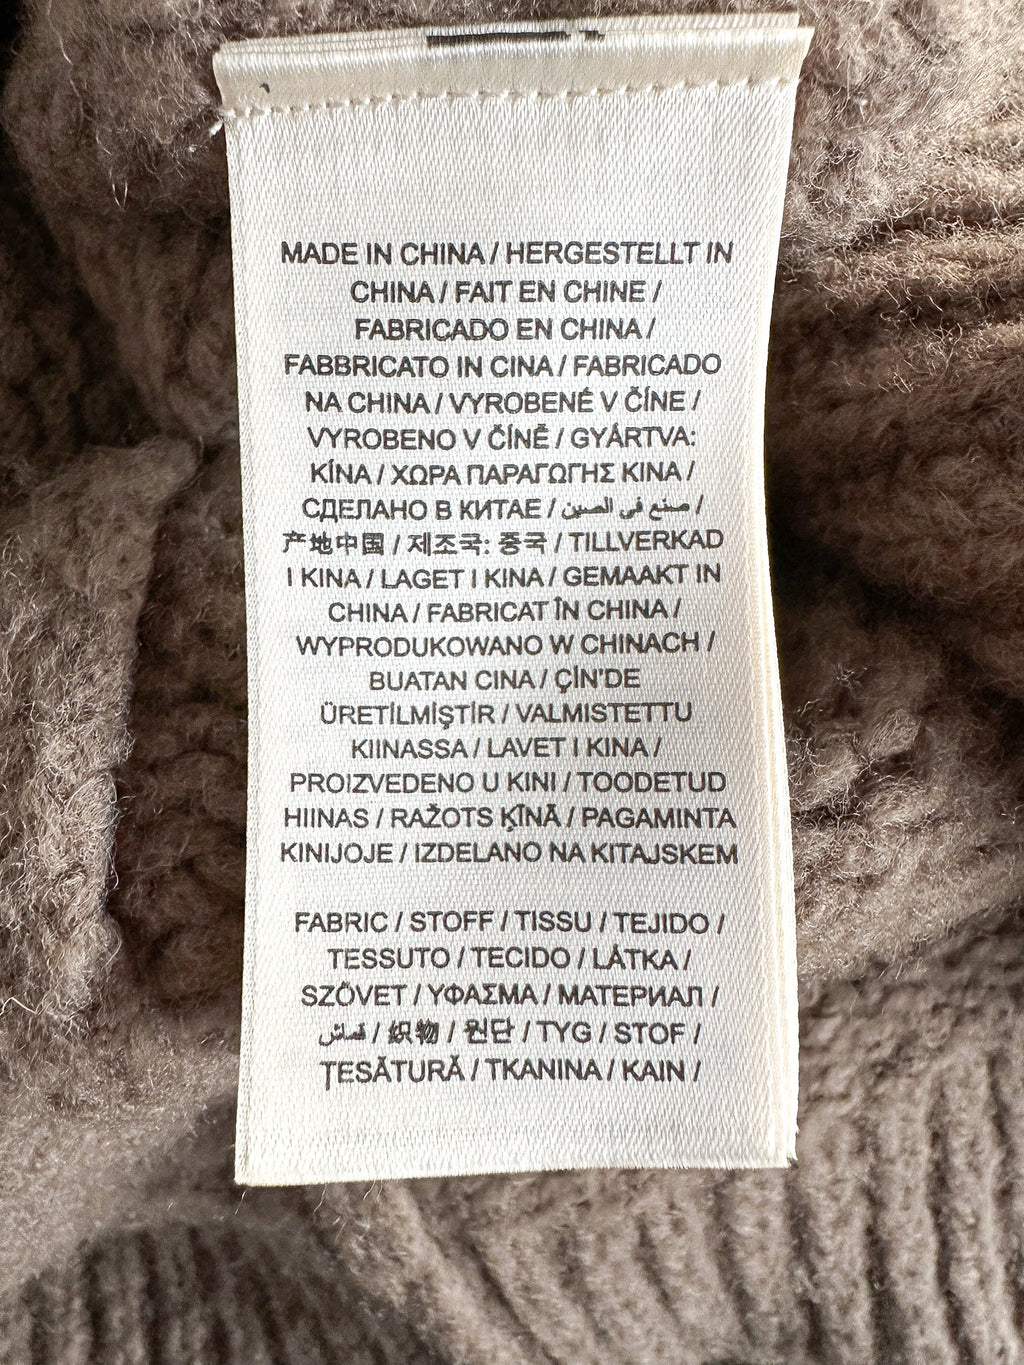 MADE IN CHINA / HERGESTELLT IN
CHINA / FAIT EN CHINE /
FABRICADO EN CHINA /
FABBRICATO IN CINA / FABRICADO
NA CHINA / VYROBENÉ V ČÍNE /
VYROBENO V ČÍNĚ / GYÁRTVA:
KÍNA / ΧΩΡΑ ΠΑΡΑΓΩΓΗΣ ΚΙΝΑ /
СДЕЛАНО В КИТАЕ / صنع في الصين /
产地中国 / 제조국: 중국 / TILLVERKAD
I KINA / LAGET I KINA / GEMAAKT IN
CHINA / FABRICAT ÎN CHINA /
WYPRODUKOWANO W CHINACH /
BUATAN CINA / ÇİN'DE
ÜRETİLMİŞTİR / VALMISTETTU
KIINASSA / LAVET I KINA /
PROIZVEDENO U KINI / TOODETUD
HIINAS / RAŽOTS ĶĪNĀ / PAGAMINTA
KINIJOJE / IZDELANO NA KITAJSKEM
FABRIC / STOFF / TISSU / TEJIDO /
TESSUTO / TECIDO / LÁTKA /
SZÖVET / ΥΦΑΣΜΑ / МАТЕРИАЛ /
قماش / 织物 / 원단 / TYG / STOF /
ȚESĂTURĂ / TKANINA / KAIN /